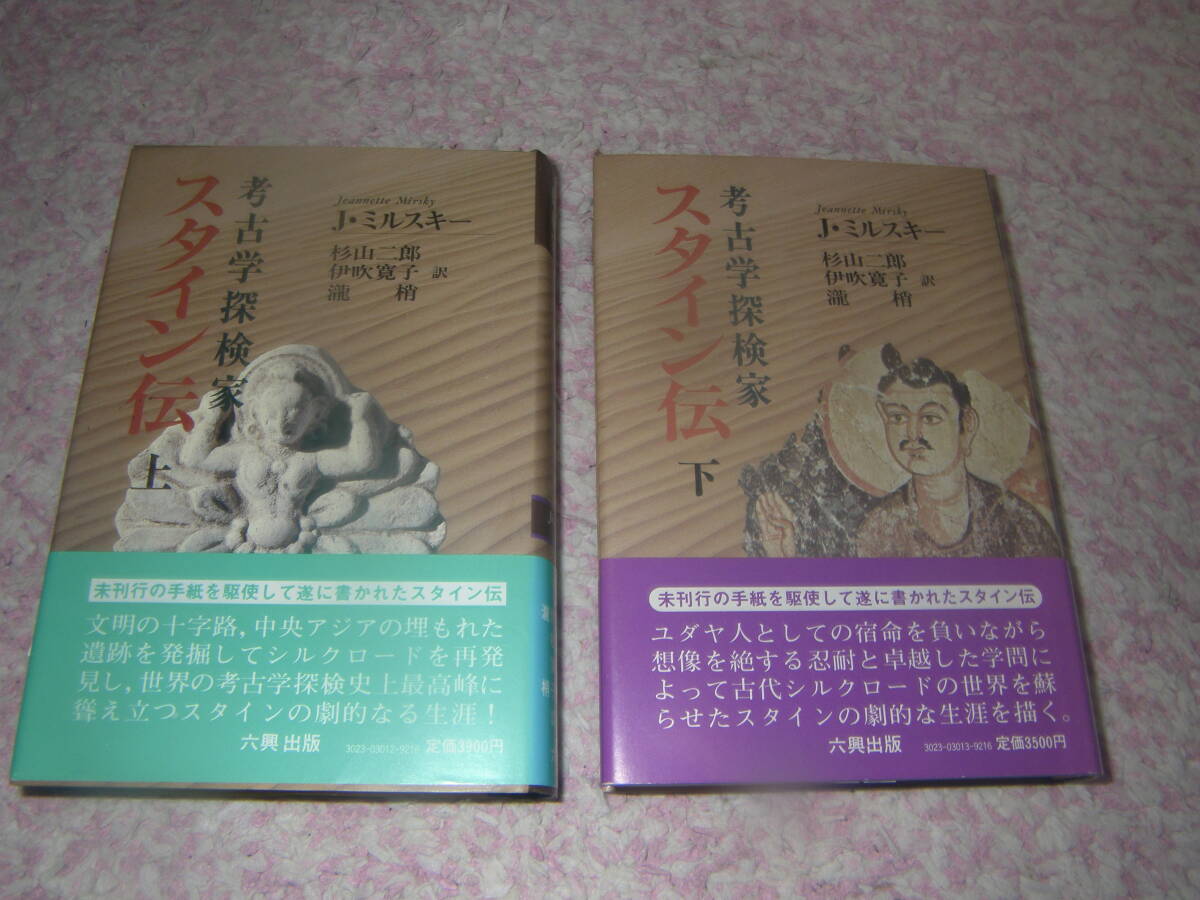 考古学探検家
スタイン伝
上
Jeannette Mirsky
J・ミルスキー
杉山二郎
伊吹寛子 訳
瀧 梢
未刊行の手紙を駆使して遂に書かれたスタイン伝
文明の十字路,中央アジアの埋もれた
遺跡を発掘してシルクロードを再発
見し,世界の考古学探検史上最高峰に
聳え立つスタインの劇的なる生涯!
六興出版 3023-03012-9216 定価3900円
考古学探検家
スタイン伝
下
Jeannette Mirsky
J・ミルスキー
杉山二郎
伊吹寛子 訳
瀧 梢
未刊行の手紙を駆使して遂に書かれたスタイン伝
ユダヤ人としての宿命を負いながら
想像を絶する忍耐と卓越した学問に
よって古代シルクロードの世界を蘇
らせたスタインの劇的な生涯を描く。
六興出版 3023-03013-9216 定価3500円